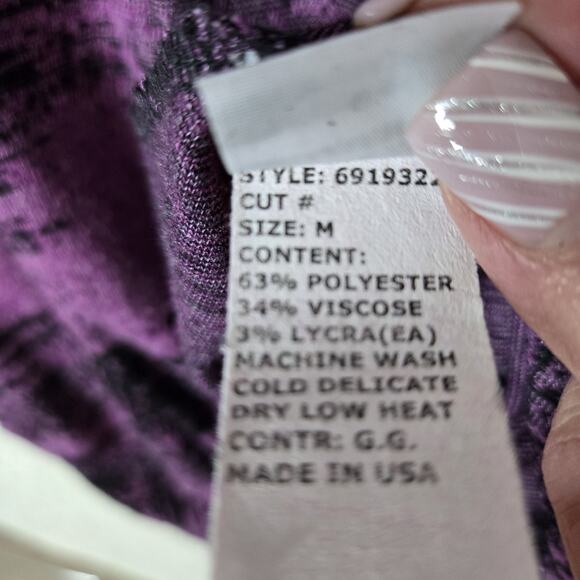 STYLE: 691932
CUT #
SIZE: M
CONTENT:
63% POLYESTER
34% VISCOSE
3% LYCRA(EA)
MACHINE WASH
COLD DELICATE
DRY LOW HEAT
CONTR: G.G.
MADE IN USA